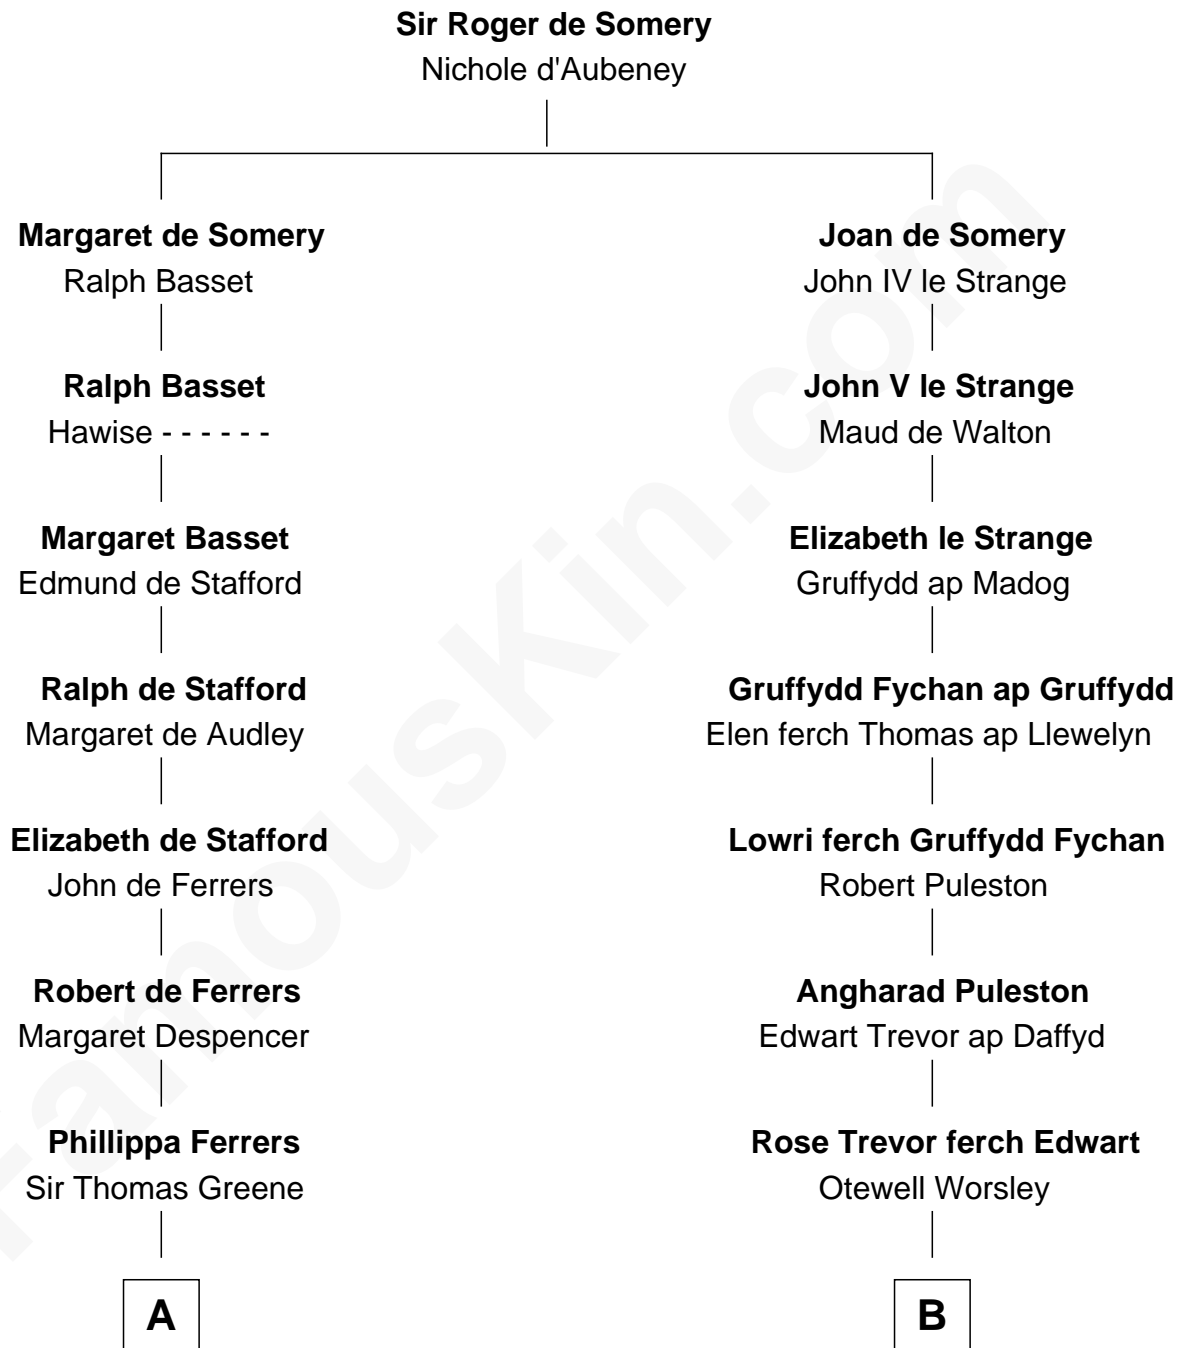 Sir Roger de Somery
Nichole d'Aubeney
Margaret de Somery
Ralph Basset
Joan de Somery
John IV le Strange
Ralph Basset
Hawise - - - - - -
John V le Strange
Maud de Walton
Margaret Basset
Edmund de Stafford
Elizabeth le Strange
Gruffydd ap Madog
Ralph de Stafford
Margaret de Audley
Gruffydd Fychan ap Gruffydd
Elen ferch Thomas ap Llewelyn
Elizabeth de Stafford
John de Ferrers
Lowri ferch Gruffydd Fychan
Robert Puleston
Robert de Ferrers
Margaret Despencer
Angharad Puleston
Edwart Trevor ap Daffyd
Phillippa Ferrers
Sir Thomas Greene
Rose Trevor ferch Edwart
Otewell Worsley
A
B
FamousKin.com